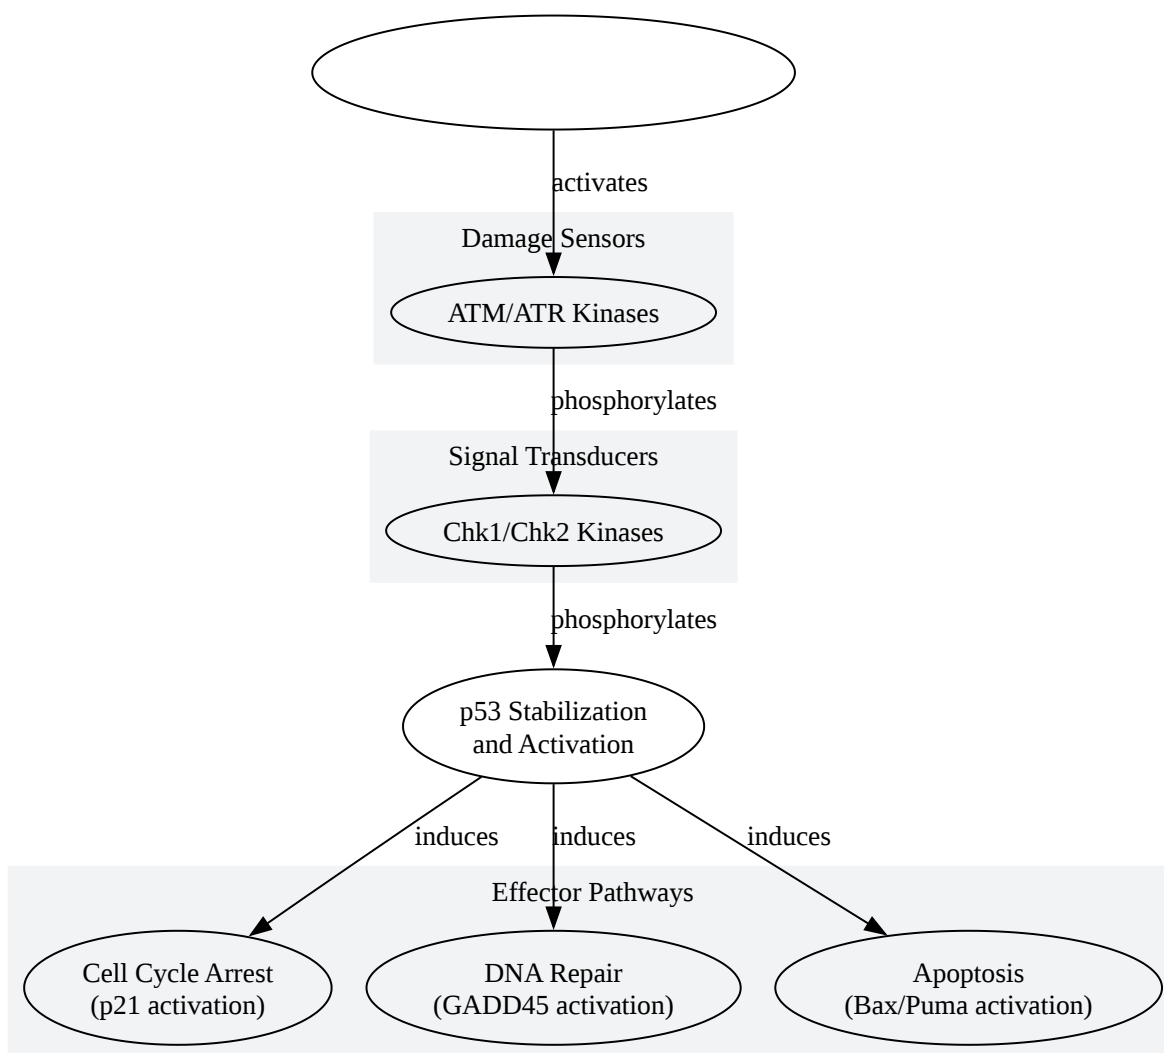 activates
Damage Sensors
ATM/ATR Kinases
phosphorylates
Signal Transducers
Chk1/Chk2 Kinases
phosphorylates
p53 Stabilization
and Activation
induces
induces
induces
Effector Pathways
Cell Cycle Arrest
(p21 activation)
DNA Repair
(GADD45 activation)
Apoptosis
(Bax/Puma activation)